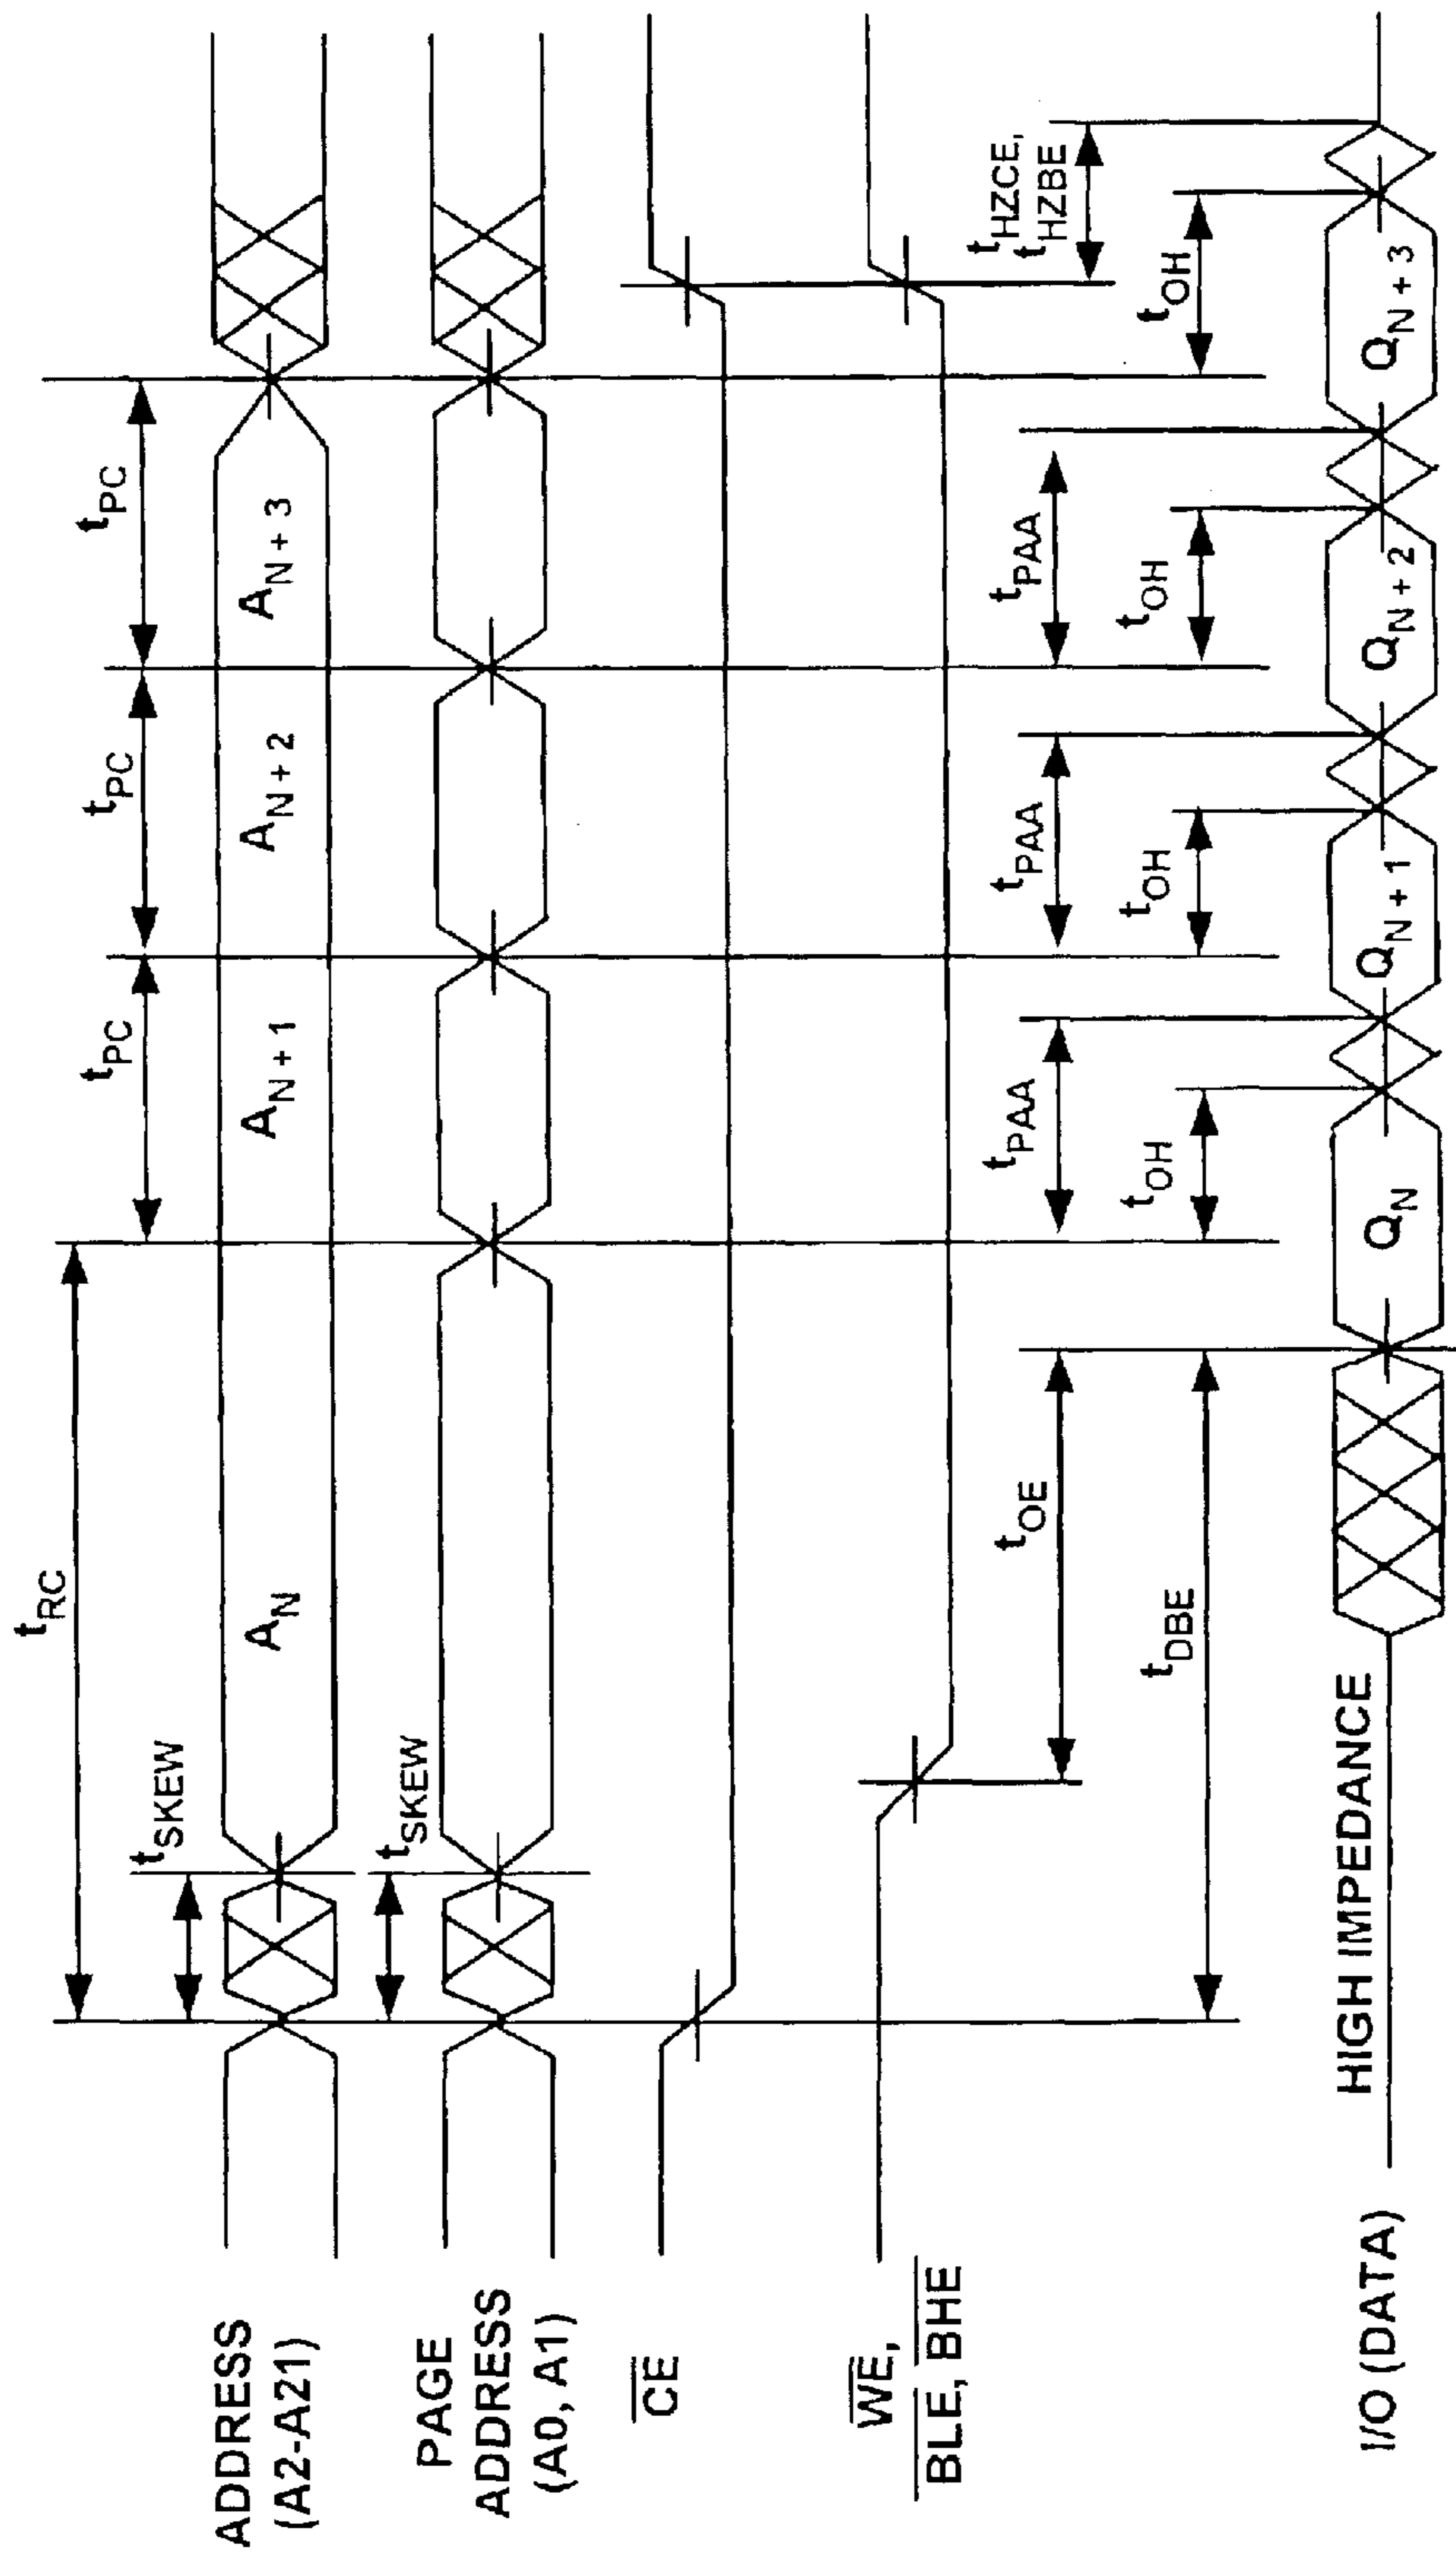 tRC
tPC
tPC
tPC
tSKEW
ADDRESS
(A2-A21)
AN
AN + 1
AN + 2
AN + 3
tSKEW
PAGE
ADDRESS
(A0, A1)
CE
WE,
BLE, BHE
tHZCE,
tHZBE
tOE
tPAA
tPAA
tPAA
tDBE
tOH
tOH
tOH
tOH
HIGH IMPEDANCE
I/O (DATA)
QN
QN + 1
QN + 2
QN + 3